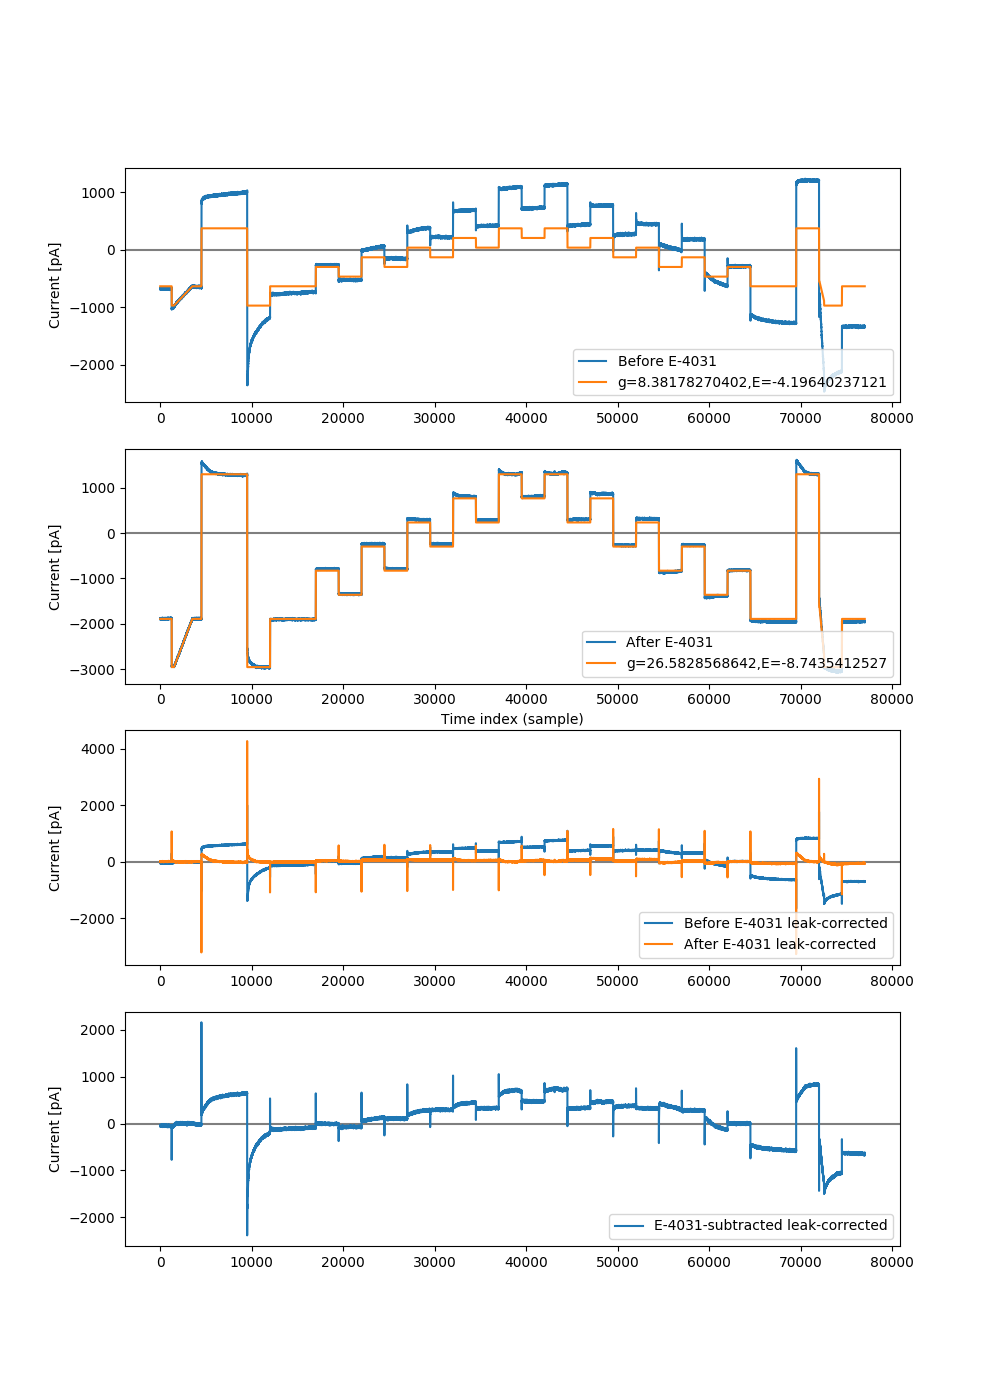 1000
0
−1000
−2000
Current [pA]
Before E-4031
g=8.38178270402,E=-4.19640237121
0 10000 20000 30000 40000 50000 60000 70000 80000
1000
0
−1000
−2000
−3000
Current [pA]
After E-4031
g=26.5828568642,E=-8.7435412527
0 10000 20000 30000 40000 50000 60000 70000 80000
Time index (sample)
4000
2000
0
−2000
Current [pA]
Before E-4031 leak-corrected
After E-4031 leak-corrected
0 10000 20000 30000 40000 50000 60000 70000 80000
2000
1000
0
−1000
−2000
Current [pA]
E-4031-subtracted leak-corrected
0 10000 20000 30000 40000 50000 60000 70000 80000